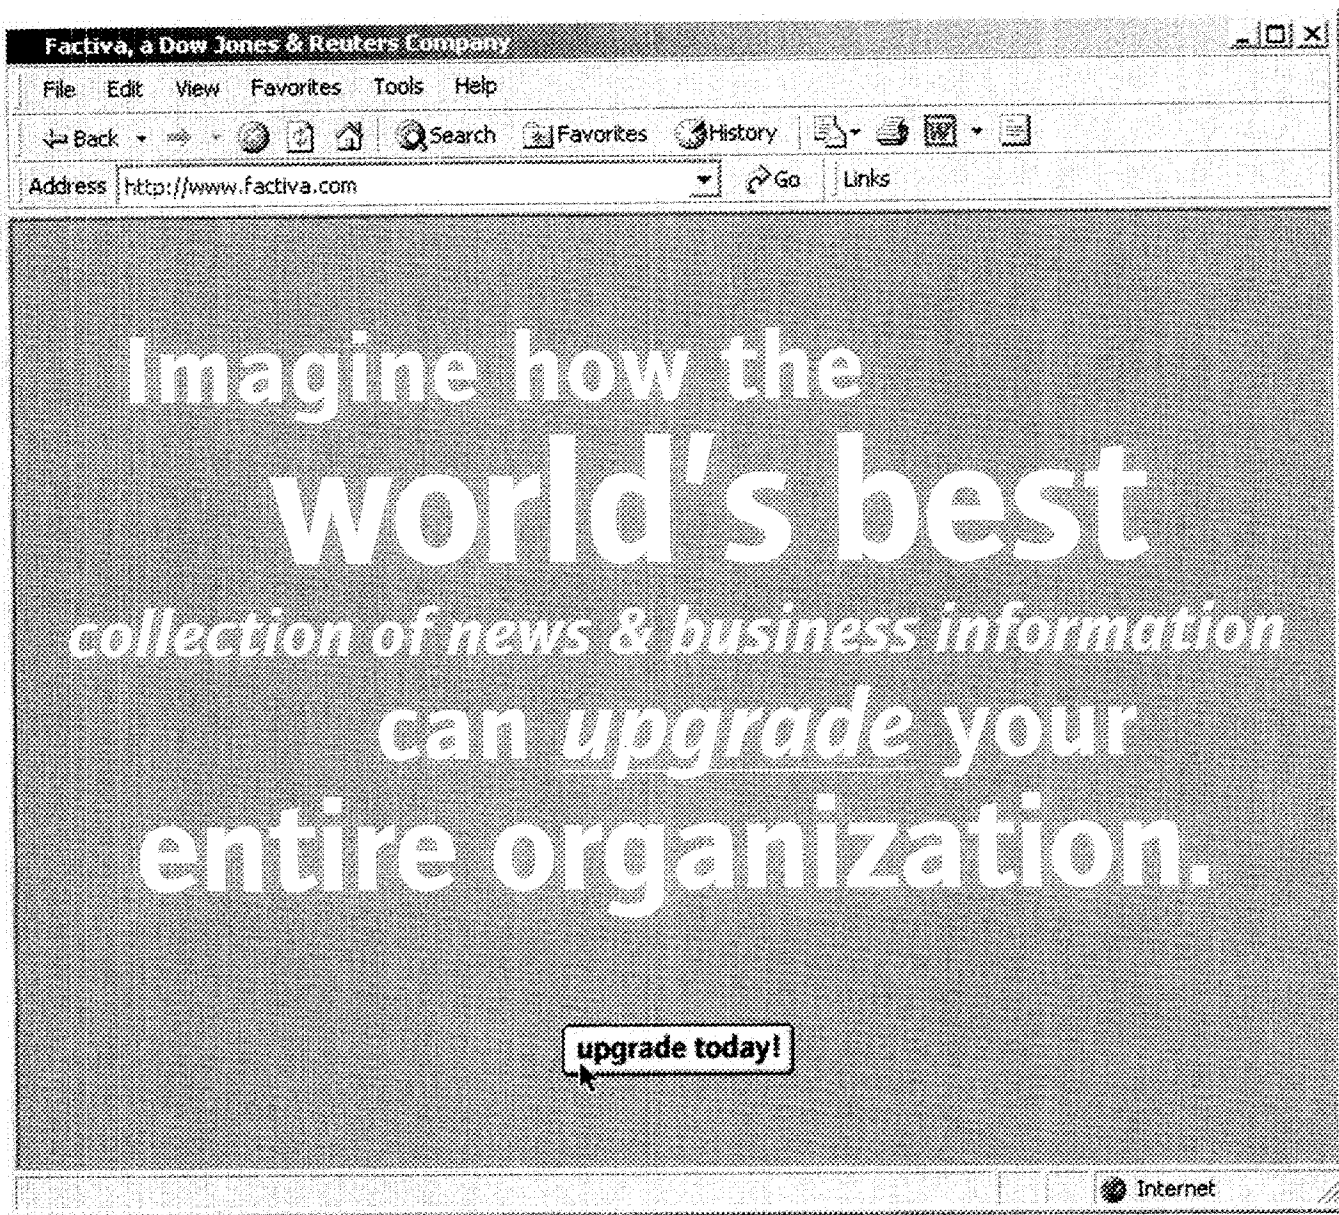 Factiva, a Dow Jones & Reuters Company
File Edit View Favorites Tools Help
Back Search Favorites History
Address http://www.factiva.com Go Links
Imagine how the
world's best
collection of news & business information
can upgrade your
entire organization.
upgrade today!
Internet